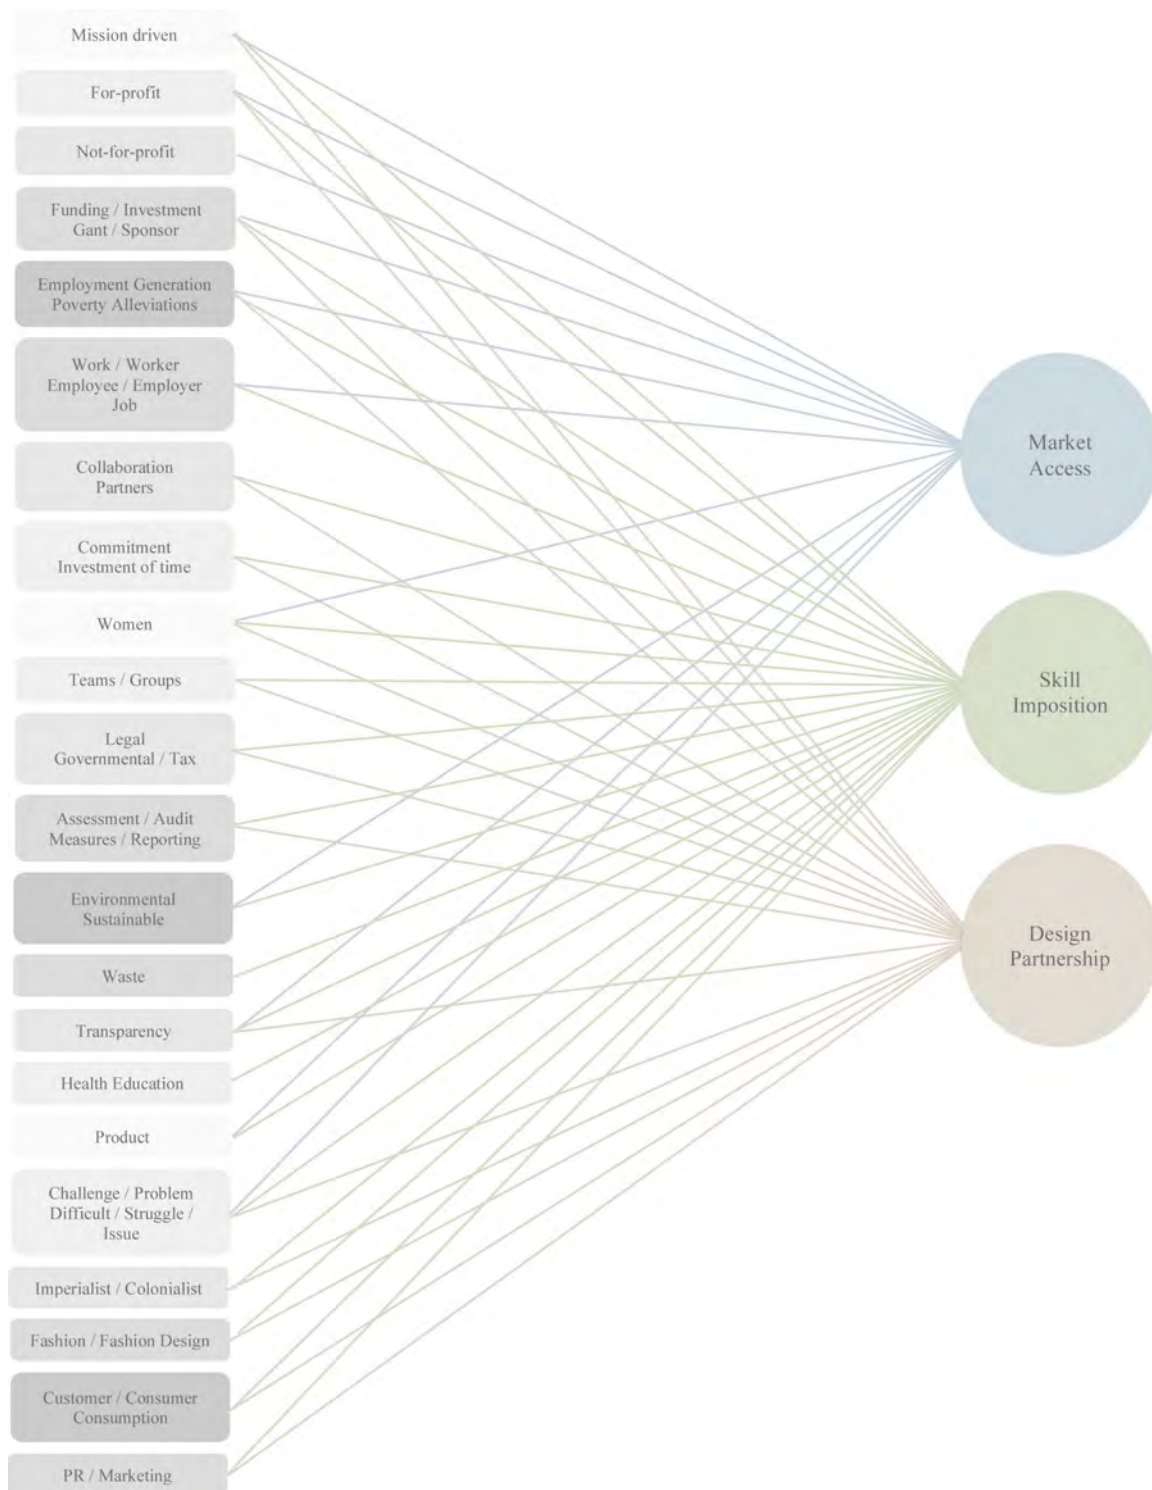 Mission driven
For-profit
Not-for-profit
Funding / Investment
Gant / Sponsor
Employment Generation
Poverty Alleviations
Work / Worker
Employee / Employer
Job
Collaboration
Partners
Commitment
Investment of time
Women
Teams / Groups
Legal
Governmental / Tax
Assessment / Audit
Measures / Reporting
Environmental
Sustainable
Waste
Transparency
Health Education
Product
Challenge / Problem
Difficult / Struggle /
Issue
Imperialist / Colonialist
Fashion / Fashion Design
Customer / Consumer
Consumption
PR / Marketing
Market
Access
Skill
Imposition
Design
Partnership